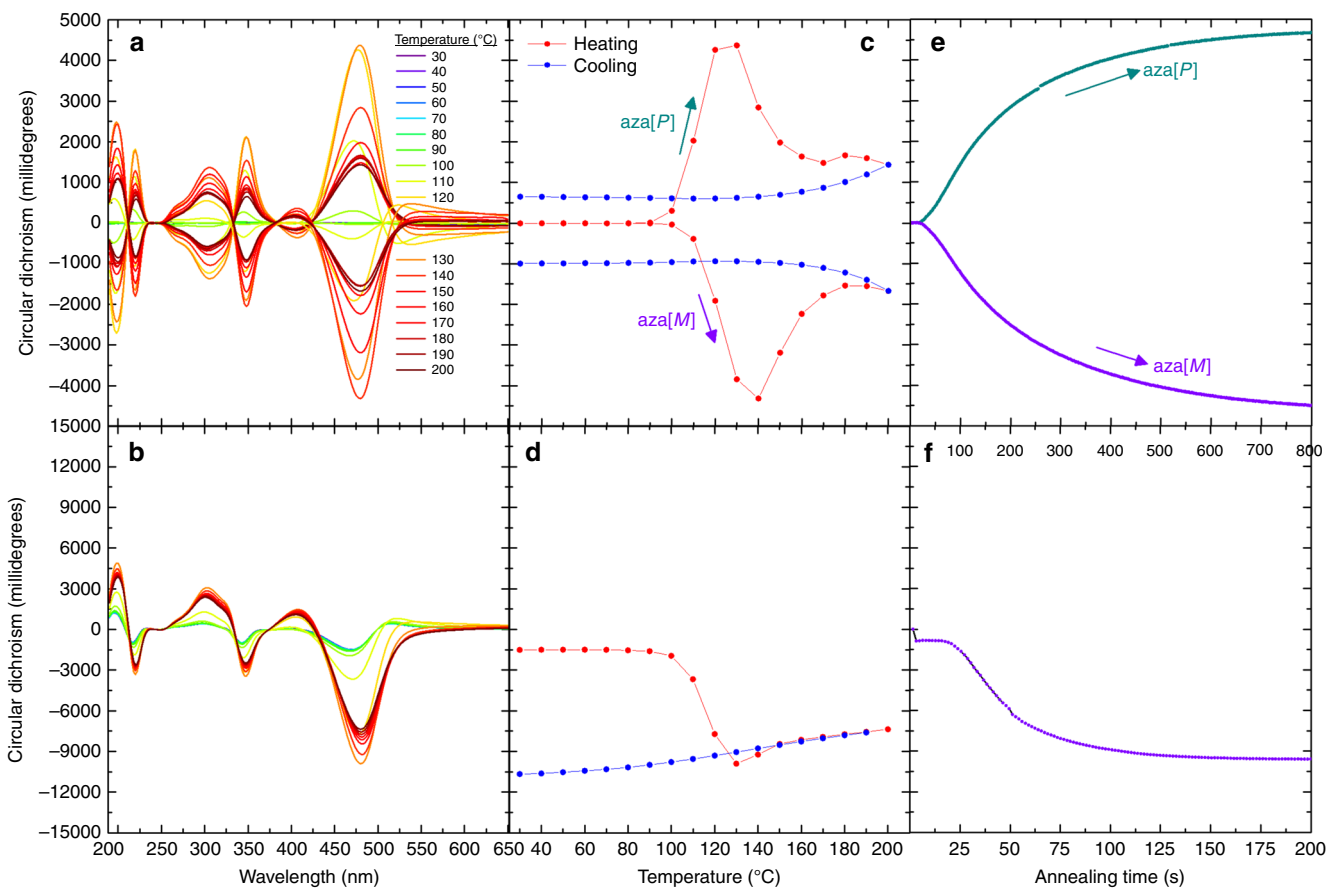 a
Temperature (°C)
30
40
50
60
70
80
90
100
110
120
130
140
150
160
170
180
190
200
Circular dichroism (millidegrees)
5000
4000
3000
2000
1000
0
−1000
−2000
−3000
−4000
15000
c
Heating
Cooling
aza[P]
aza[M]
e
aza[P]
aza[M]
b
Circular dichroism (millidegrees)
12000
9000
6000
3000
0
−3000
−6000
−9000
−12000
−15000
200 250 300 350 400 450 500 550 600 650
Wavelength (nm)
d
40 60 80 100 120 140 160 180 200
Temperature (°C)
f
100 200 300 400 500 600 700 800
25 50 75 100 125 150 175 200
Annealing time (s)